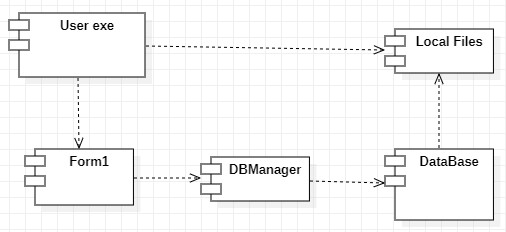 User exe
Local Files
Form1
DBManager
DataBase